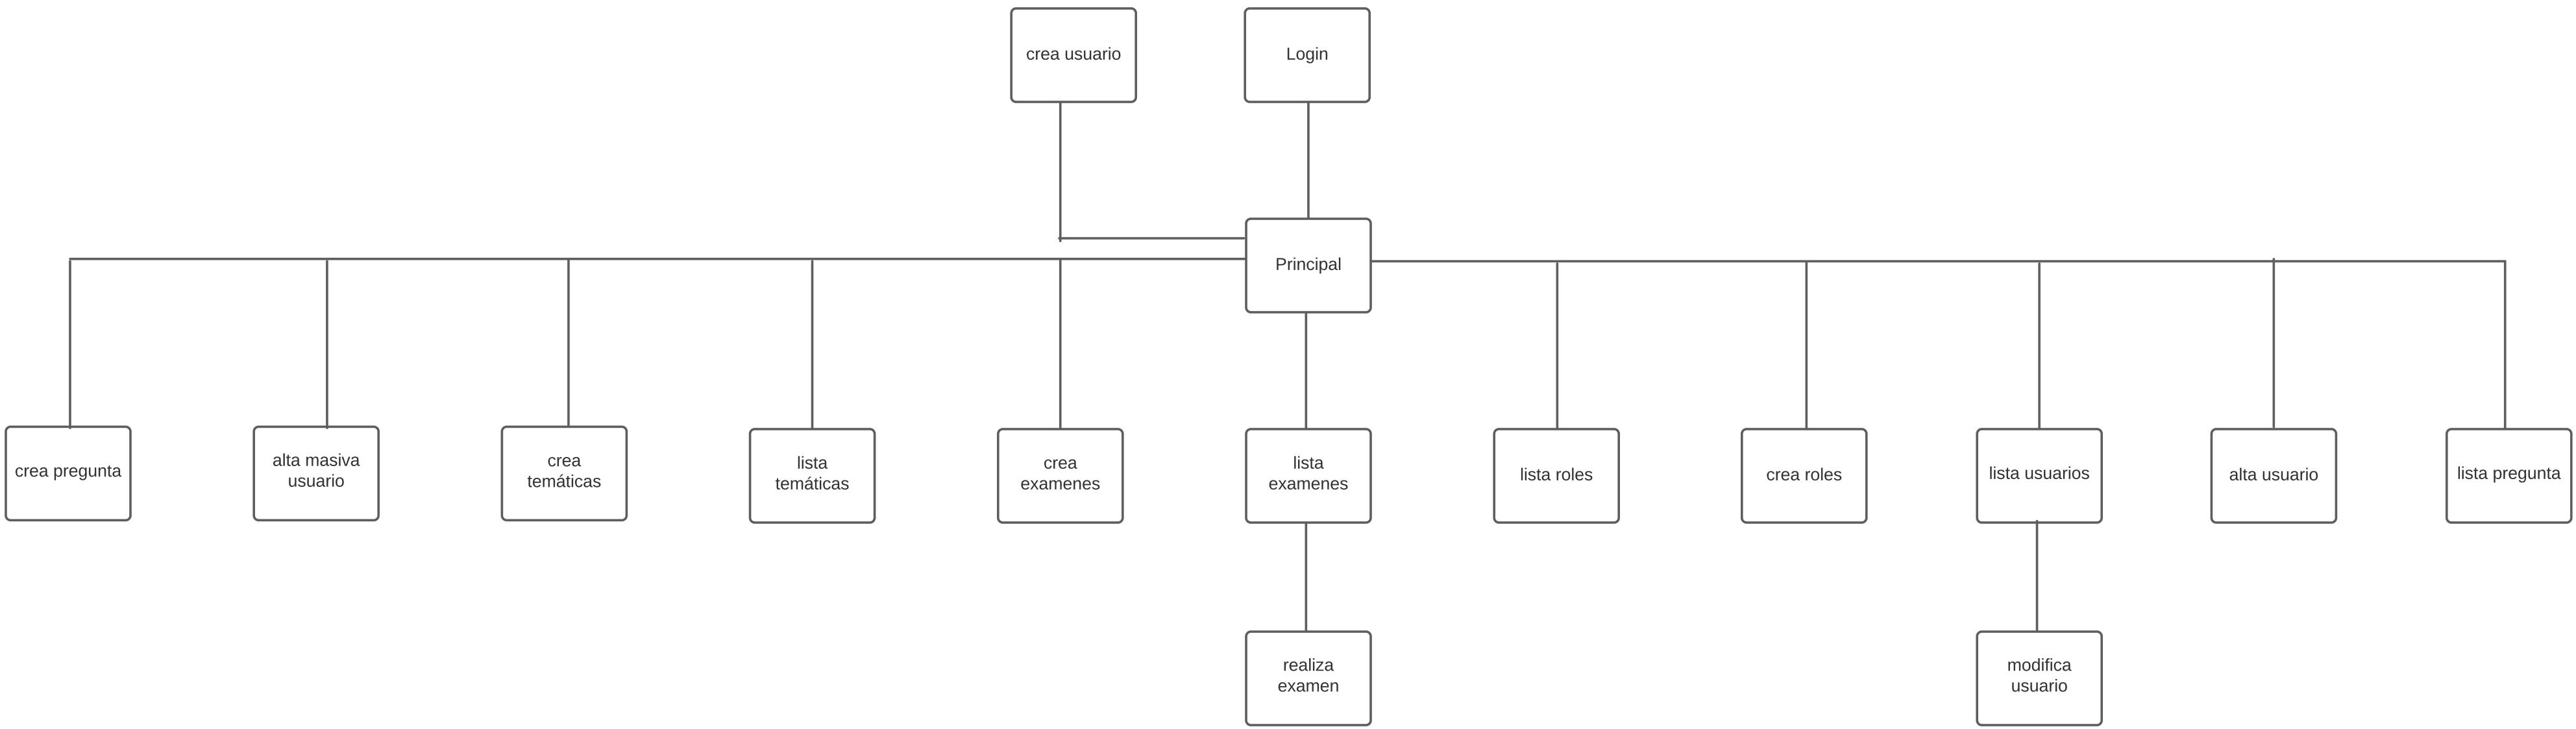 crea usuario
Login
Principal
crea pregunta
alta masiva
usuario
crea
temáticas
lista
temáticas
crea
examenes
lista
examenes
lista roles
crea roles
lista usuarios
alta usuario
lista pregunta
realiza
examen
modifica
usuario